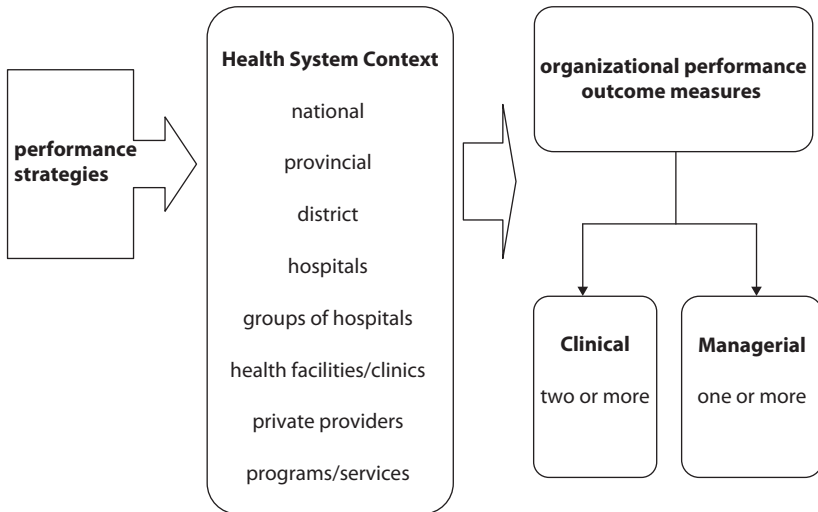 performance
strategies
Health System Context
national
provincial
district
hospitals
groups of hospitals
health facilities/clinics
private providers
programs/services
organizational performance
outcome measures
Clinical
two or more
Managerial
one or more